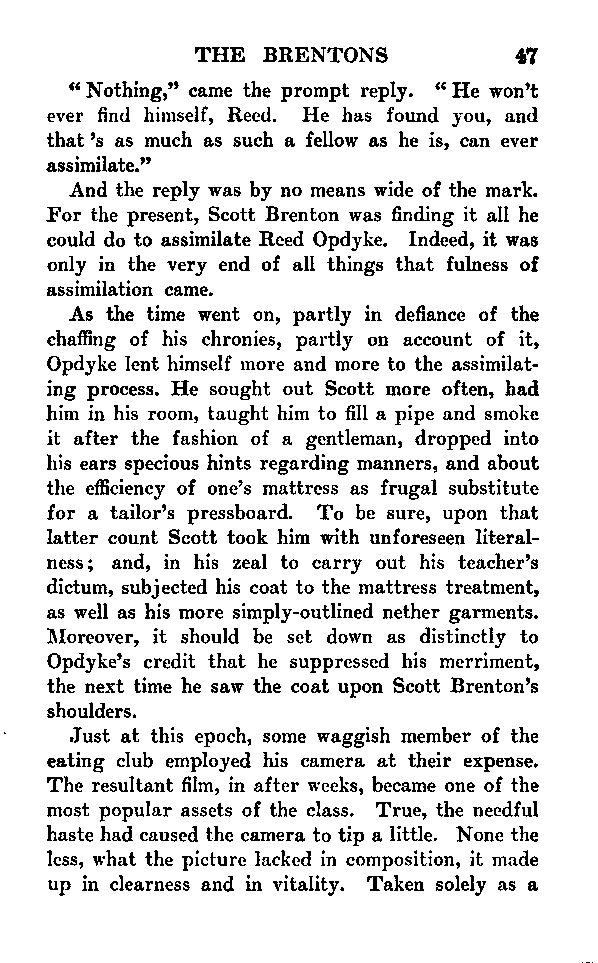 THE BRENTONS 47
“Nothing,” came the prompt reply. “He won’t
ever find himself, Reed. He has found you, and
that ’s as much as such a fellow as he is, can ever
assimilate.”
And the reply was by no means wide of the mark.
For the present, Scott Brenton was finding it all he
could do to assimilate Reed Opdyke. Indeed, it was
only in the very end of all things that fulness of
assimilation came.
As the time went on, partly in defiance of the
chaffing of his chronies, partly on account of it,
Opdyke lent himself more and more to the assimilat-
ing process. He sought out Scott more often, had
him in his room, taught him to fill a pipe and smoke
it after the fashion of a gentleman, dropped into
his ears specious hints regarding manners, and about
the efficiency of one’s mattress as frugal substitute
for a tailor’s pressboard. To be sure, upon that
latter count Scott took him with unforeseen literal-
ness; and, in his zeal to carry out his teacher’s
dictum, subjected his coat to the mattress treatment,
as well as his more simply-outlined nether garments.
Moreover, it should be set down as distinctly to
Opdyke’s credit that he suppressed his merriment,
the next time he saw the coat upon Scott Brenton’s
shoulders.
Just at this epoch, some waggish member of the
eating club employed his camera at their expense.
The resultant film, in after weeks, became one of the
most popular assets of the class. True, the needful
haste had caused the camera to tip a little. None the
less, what the picture lacked in composition, it made
up in clearness and in vitality. Taken solely as a